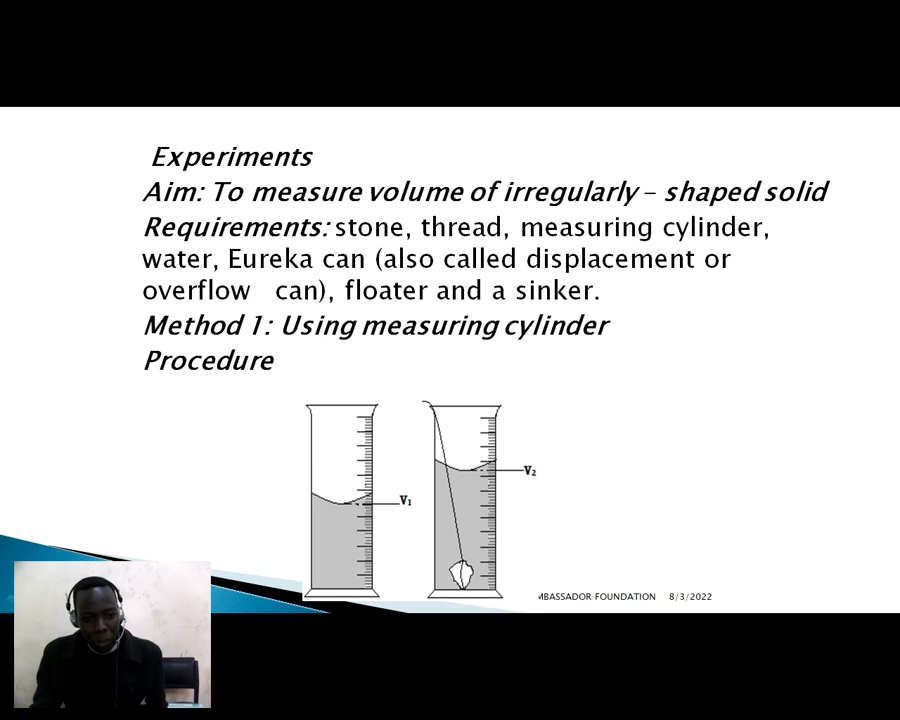 Experiments
Aim: To measure volume of irregularly – shaped solid
Requirements: stone, thread, measuring cylinder,
water, Eureka can (also called displacement or
overflow can), floater and a sinker.
Method 1: Using measuring cylinder
Procedure
V1
V2
MBASSADOR FOUNDATION 8/3/2022